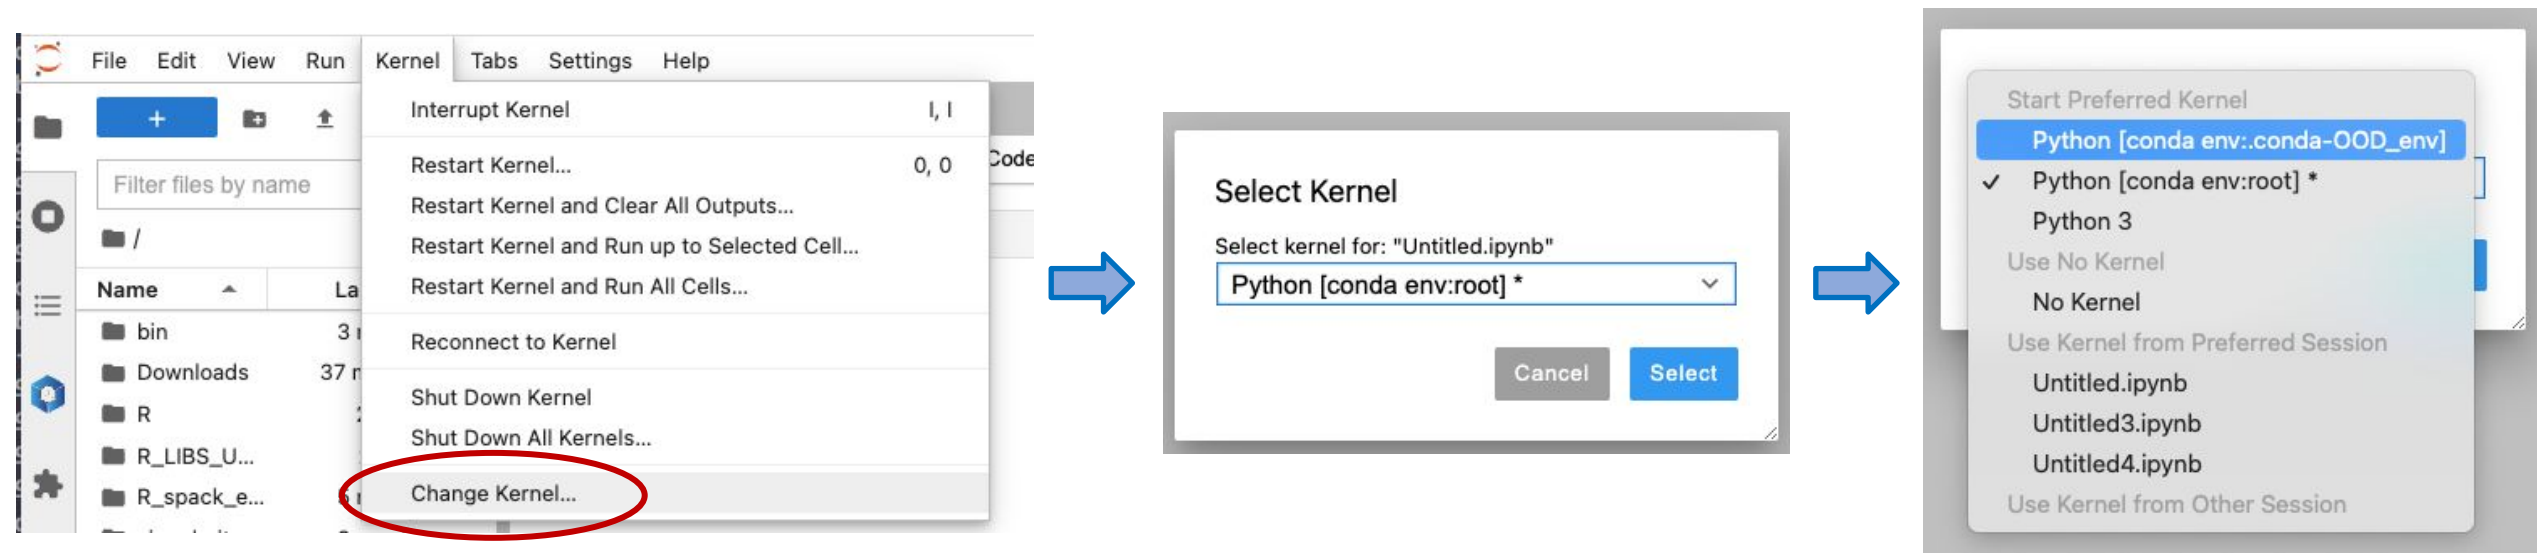 File Edit View Run Kernel Tabs Settings Help
+
Interrupt Kernel I, I
Restart Kernel... 0, 0
Code
Filter files by name
Restart Kernel and Clear All Outputs...
/
Restart Kernel and Run up to Selected Cell...
Name La
Restart Kernel and Run All Cells...
bin 3
Reconnect to Kernel
Downloads 37
R
Shut Down Kernel
Shut Down All Kernels...
R_LIBS_U...
R_spack_e...
Change Kernel...
Select Kernel
Select kernel for: "Untitled.ipynb"
Python [conda env:root] *
Cancel Select
Start Preferred Kernel
Python [conda env:.conda-OOD_env]
✓ Python [conda env:root] *
Python 3
Use No Kernel
No Kernel
Use Kernel from Preferred Session
Untitled.ipynb
Untitled3.ipynb
Untitled4.ipynb
Use Kernel from Other Session